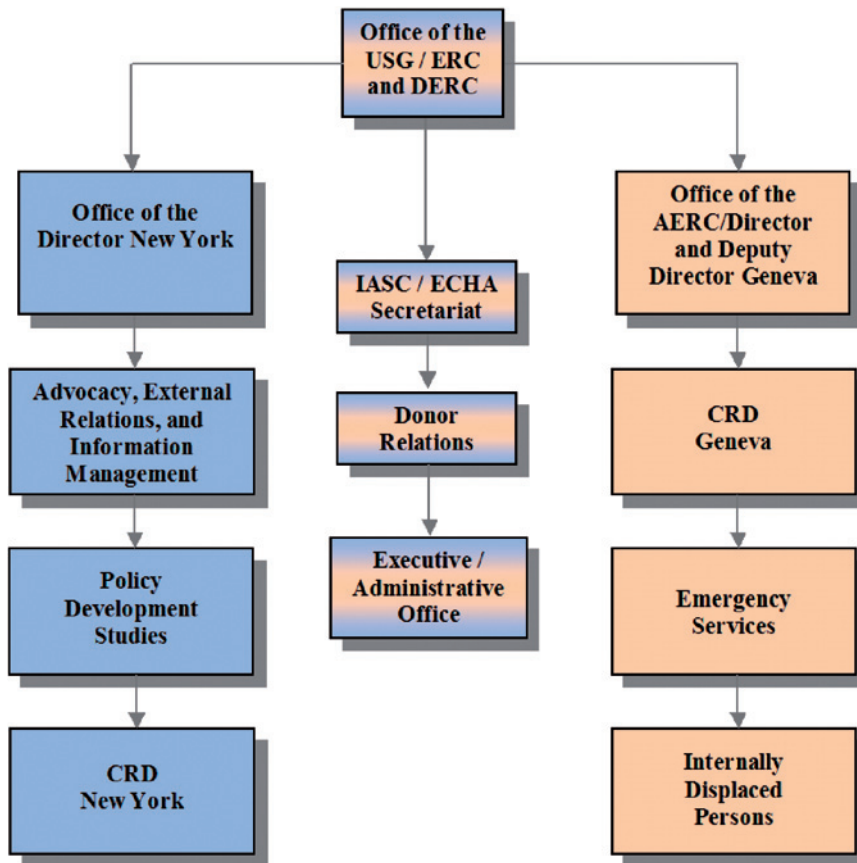 Office of the
USG / ERC
and DERC
Office of the
Director New York
Advocacy, External
Relations, and
Information
Management
Policy
Development
Studies
CRD
New York
IASC / ECHA
Secretariat
Donor
Relations
Executive /
Administrative
Office
Office of the
AERC/Director
and Deputy
Director Geneva
CRD
Geneva
Emergency
Services
Internally
Displaced
Persons